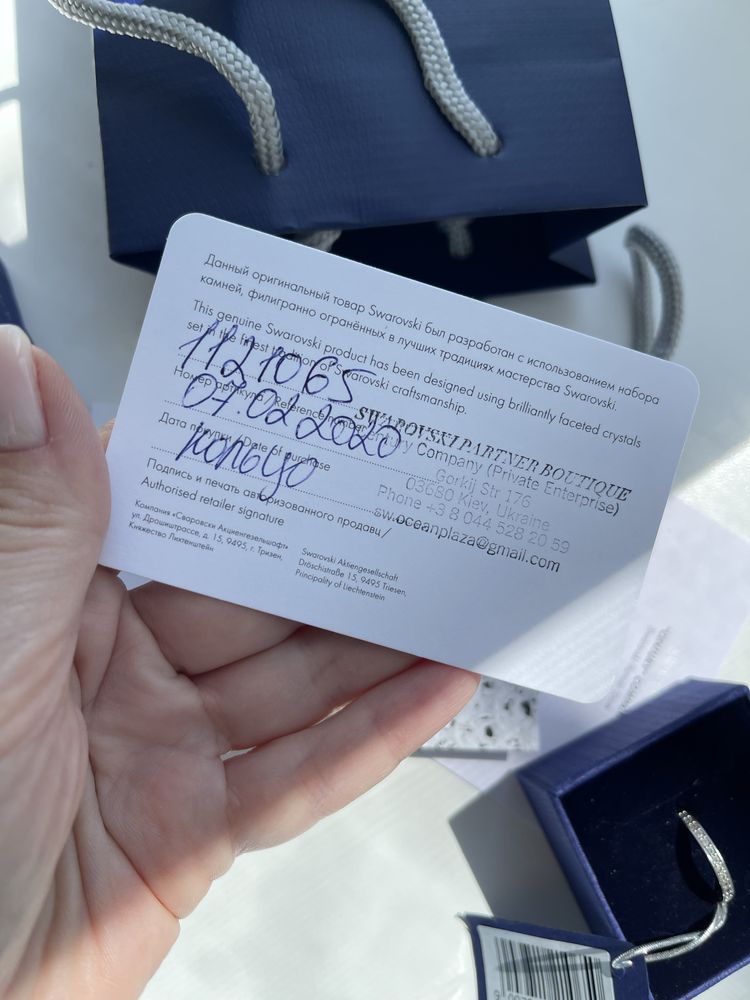 Данный оригинальный товар Swarovski был разработан с использованием набора
камней, филигранно огранённых в лучших традициях мастерства Swarovski.
This genuine Swarovski product has been designed using brilliantly faceted crystals
set in the finest tradition of Swarovski craftsmanship.
1121065
Номер артикула / Reference number
07.02.2020
Дата покупки / Date of purchase
SWAROVSKI PARTNER BOUTIQUE
Company (Private Enterprise)
Gorkij Str 176
03680 Kiev, Ukraine
Phone +3 8 044 528 20 59
sw.oceanplaza@gmail.com
Подпись и печать авторизованного продавца /
Authorised retailer signature
Компания «Сваровски Акциенгезельшафт»
ул. Дрошиштрассе, д. 15, 9495, г. Тризен,
Княжество Лихтенштейн
Swarovski Aktiengesellschaft
Dröschistraße 15, 9495 Triesen,
Principality of Liechtenstein